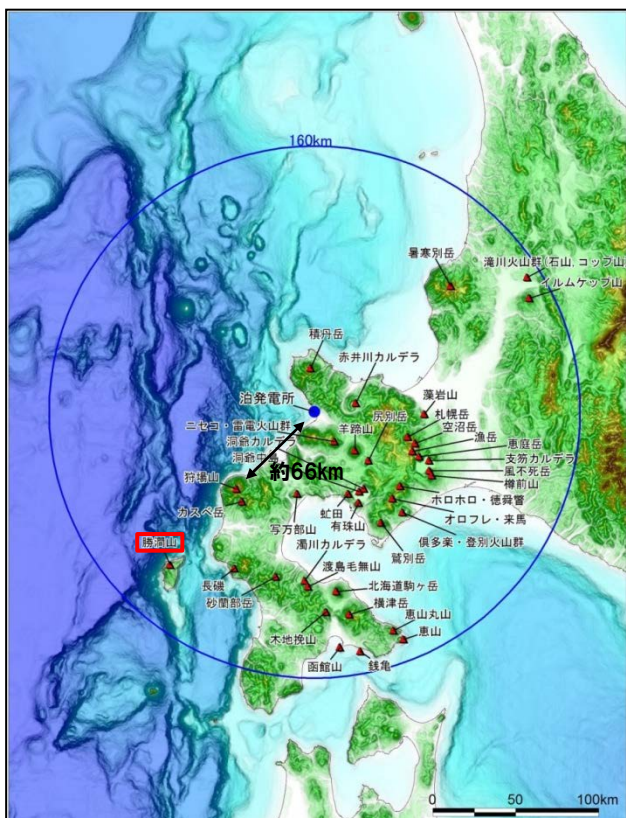 160km
暑寒別岳
滝川火山群(石山, コップ山
イルムケップ山
積丹岳
赤井川カルデラ
泊発電所
藻岩山
ニセコ・雷電火山群
羊蹄山
尻別岳
札幌岳
空沼岳
漁岳
洞爺カルデラ
恵庭岳
洞爺中島
約66km
支笏カルデラ
風不死岳
狩場山
樽前山
カスベ岳
ホロホロ・徳舜瞥
写万部山
虻田
有珠山
オロフレ・来馬
倶多楽・登別火山群
勝澗山
濁川カルデラ
鷲別岳
渡島毛無山
長磯
北海道駒ヶ岳
砂蘭部岳
横津岳
恵山丸山
木地挽山
恵山
函館山
銭亀
0 50 100km